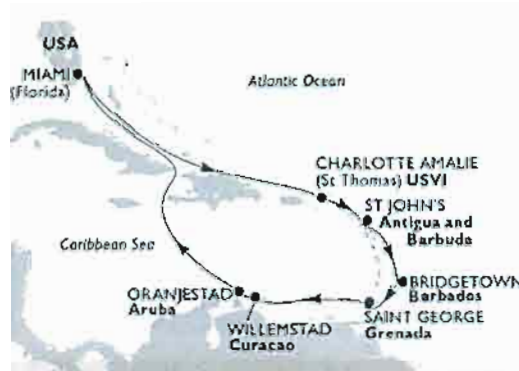 USA
MIAMI
(Florida)
Atlantic Ocean
CHARLOTTE AMALIE
(St Thomas) USVI
ST JOHN'S
Antigua and
Barbuda
Caribbean Sea
BRIDGETOWN
Barbados
ORANJESTAD
Aruba
SAINT GEORGE
Grenada
WILLEMSTAD
Curacao